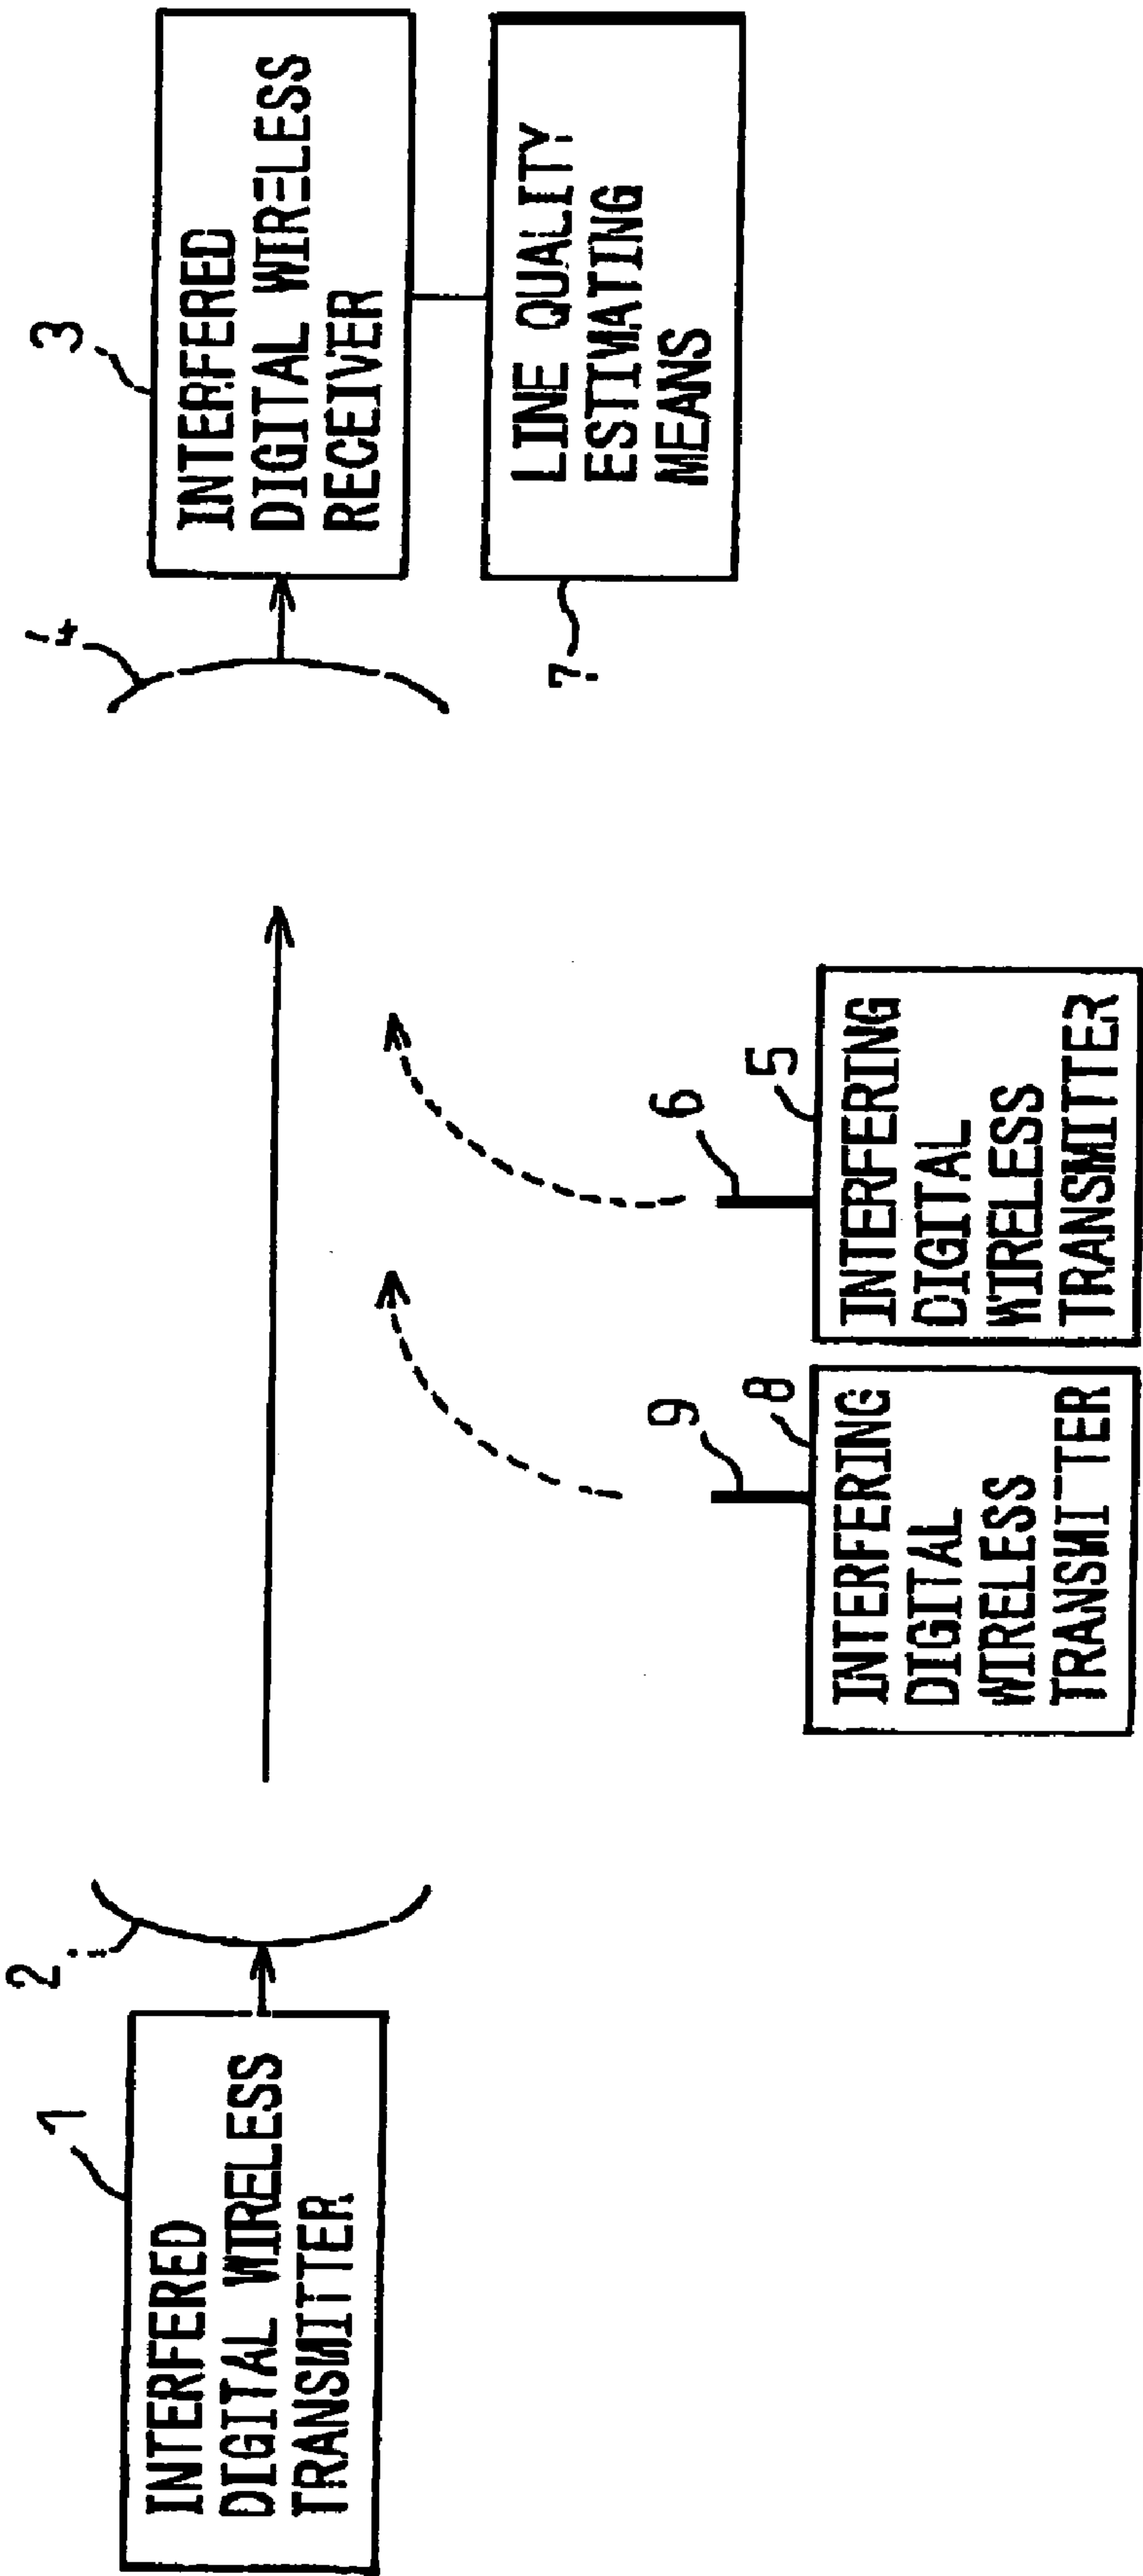 1
INTERFERED
DIGITAL WIRELESS
TRANSMITTER
2
4
3
INTERFERED
DIGITAL WIRELESS
RECEIVER
7
LINE QUALITY
ESTIMATING
MEANS
9
8
INTERFERING
DIGITAL
WIRELESS
TRANSMITTER
6
5
INTERFERING
DIGITAL
WIRELESS
TRANSMITTER